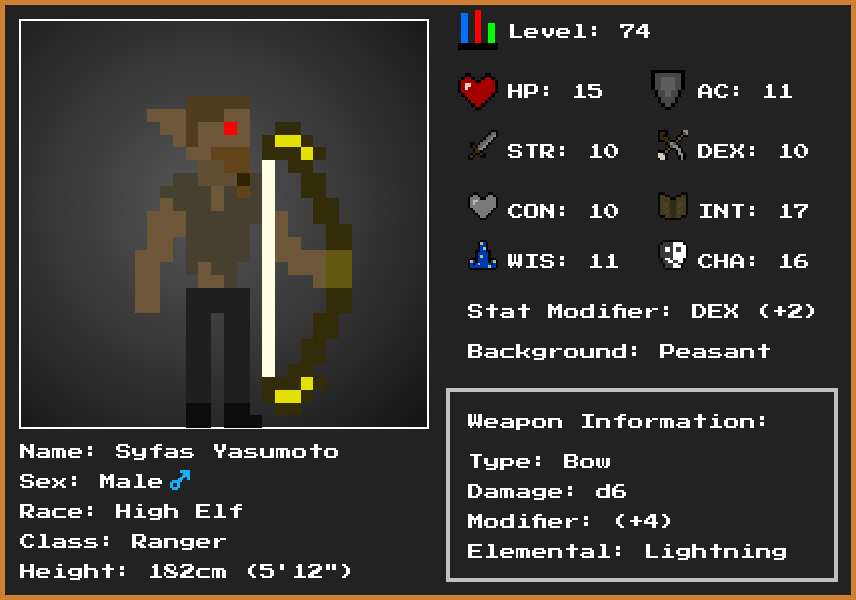 Level: 74
HP: 15 AC: 11
STR: 10 DEX: 10
CON: 10 INT: 17
WIS: 11 CHA: 16
Stat Modifier: DEX (+2)
Background: Peasant
Weapon Information:
Type: Bow
Damage: d6
Modifier: (+4)
Elemental: Lightning
Name: Syfas Yasumoto
Sex: Male♂
Race: High Elf
Class: Ranger
Height: 182cm (5'12")